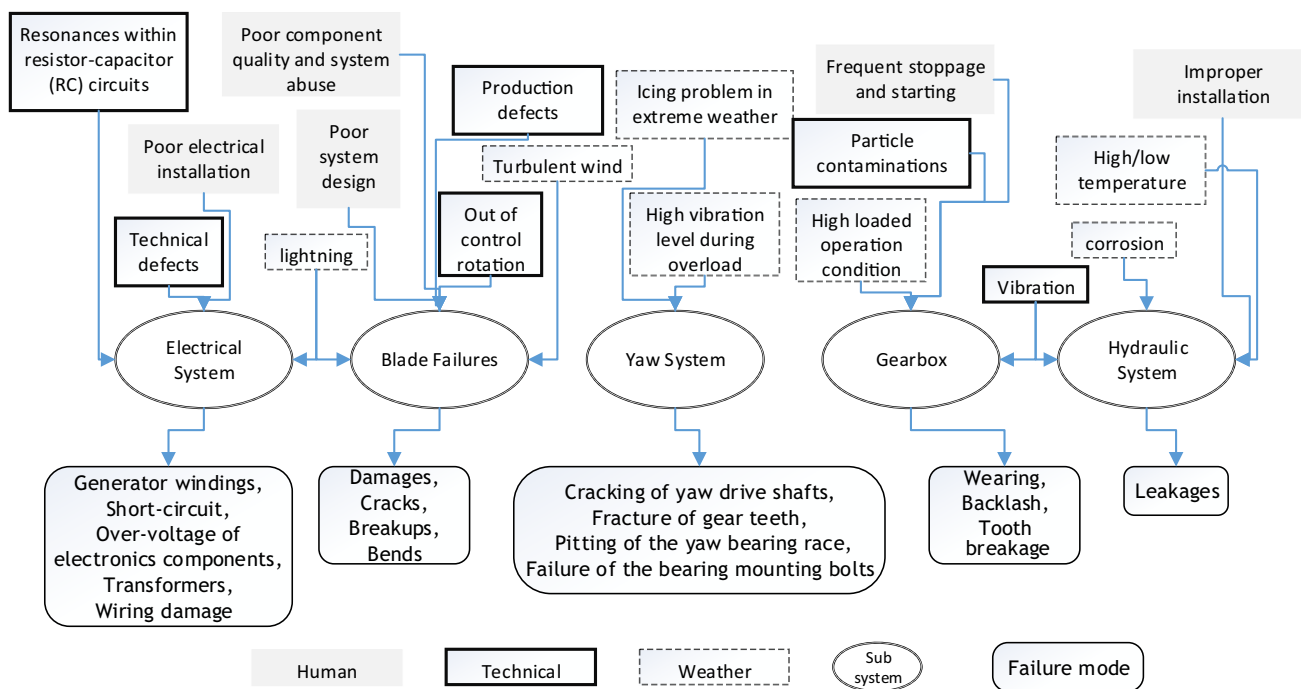 Resonances within
resistor-capacitor
(RC) circuits
Poor component
quality and system
abuse
Production
defects
Icing problem in
extreme weather
Frequent stoppage
and starting
Improper
installation
Poor electrical
installation
Poor
system
design
Turbulent wind
Particle
contaminations
High/low
temperature
Technical
defects
lightning
Out of
control
rotation
High vibration
level during
overload
High loaded
operation
condition
corrosion
Vibration
Electrical
System
Blade Failures
Yaw System
Gearbox
Hydraulic
System
Generator windings,
Short-circuit,
Over-voltage of
electronics components,
Transformers,
Wiring damage
Damages,
Cracks,
Breakups,
Bends
Cracking of yaw drive shafts,
Fracture of gear teeth,
Pitting of the yaw bearing race,
Failure of the bearing mounting bolts
Wearing,
Backlash,
Tooth
breakage
Leakages
Human
Technical
Weather
Sub
system
Failure mode